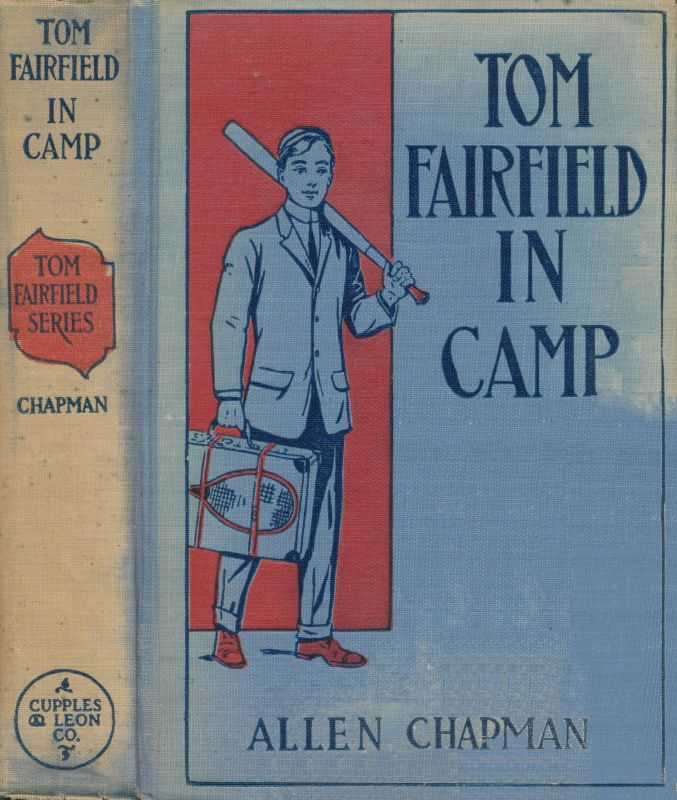 TOM
FAIRFIELD
IN
CAMP
TOM
FAIRFIELD
SERIES
CHAPMAN
CUPPLES
& LEON
CO.
TOM
FAIRFIELD
IN
CAMP
ALLEN CHAPMAN